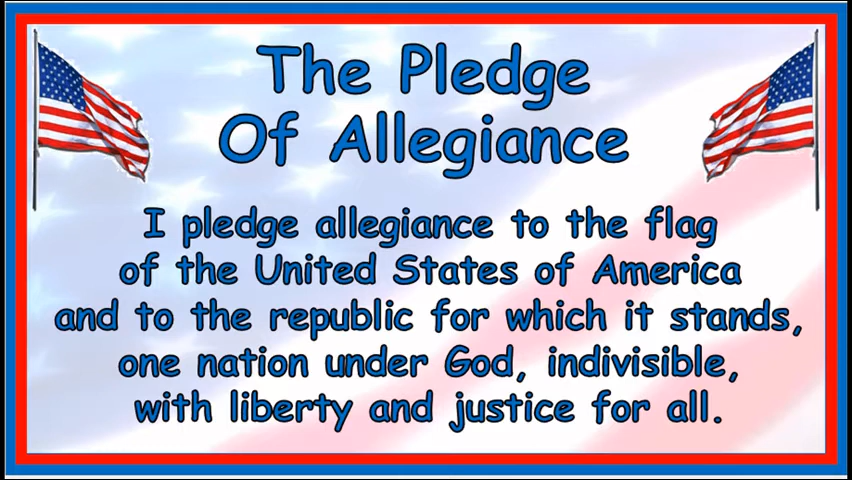 The Pledge
Of Allegiance
I pledge allegiance to the flag
of the United States of America
and to the republic for which it stands,
one nation under God, indivisible,
with liberty and justice for all.